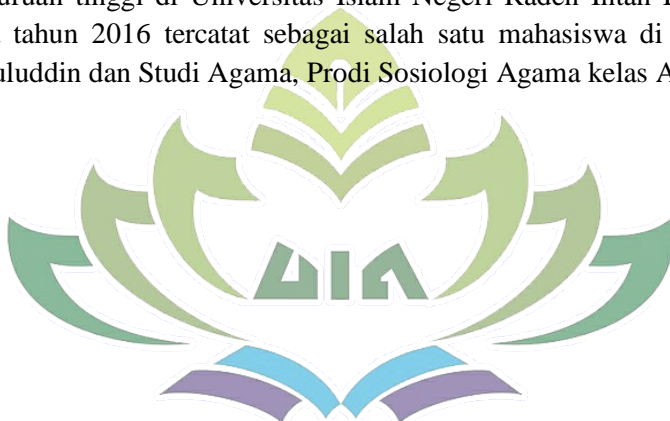 tinggi di Universitas Islam Negeri Raden Intan
tahun 2016 tercatat sebagai salah satu mahasiswa di
dan Studi Agama, Prodi Sosiologi Agama kelas A
UIN